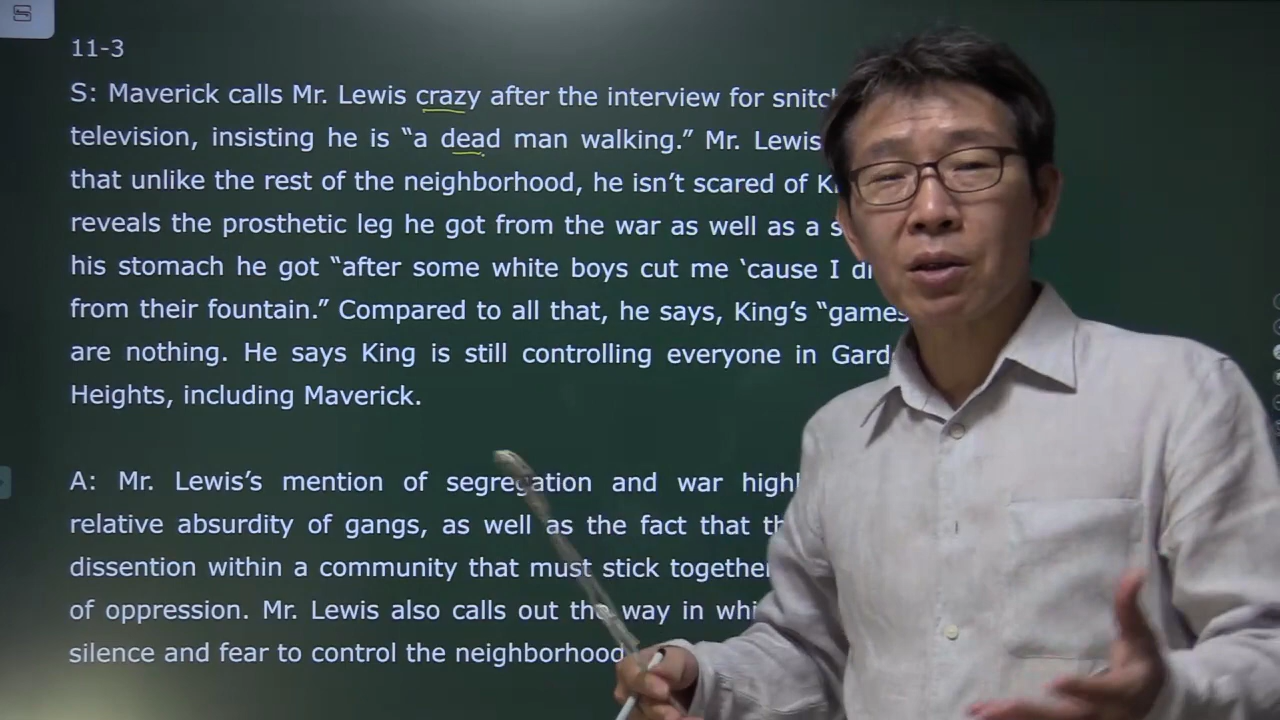 11-3
S: Maverick calls Mr. Lewis crazy after the interview for
television, insisting he is “a dead man walking.” Mr. Lewis
that unlike the rest of the neighborhood, he isn’t scared of
reveals the prosthetic leg he got from the war as well as a
his stomach he got “after some white boys cut me ‘cause I
from their fountain.” Compared to all that, he says, King’s “games
are nothing. He says King is still controlling everyone in
Heights, including Maverick.
A: Mr. Lewis’s mention of segregation and war
relative absurdity of gangs, as well as the fact that
dissention within a community that must stick together
of oppression. Mr. Lewis also calls out the way in
silence and fear to control the neighborhood